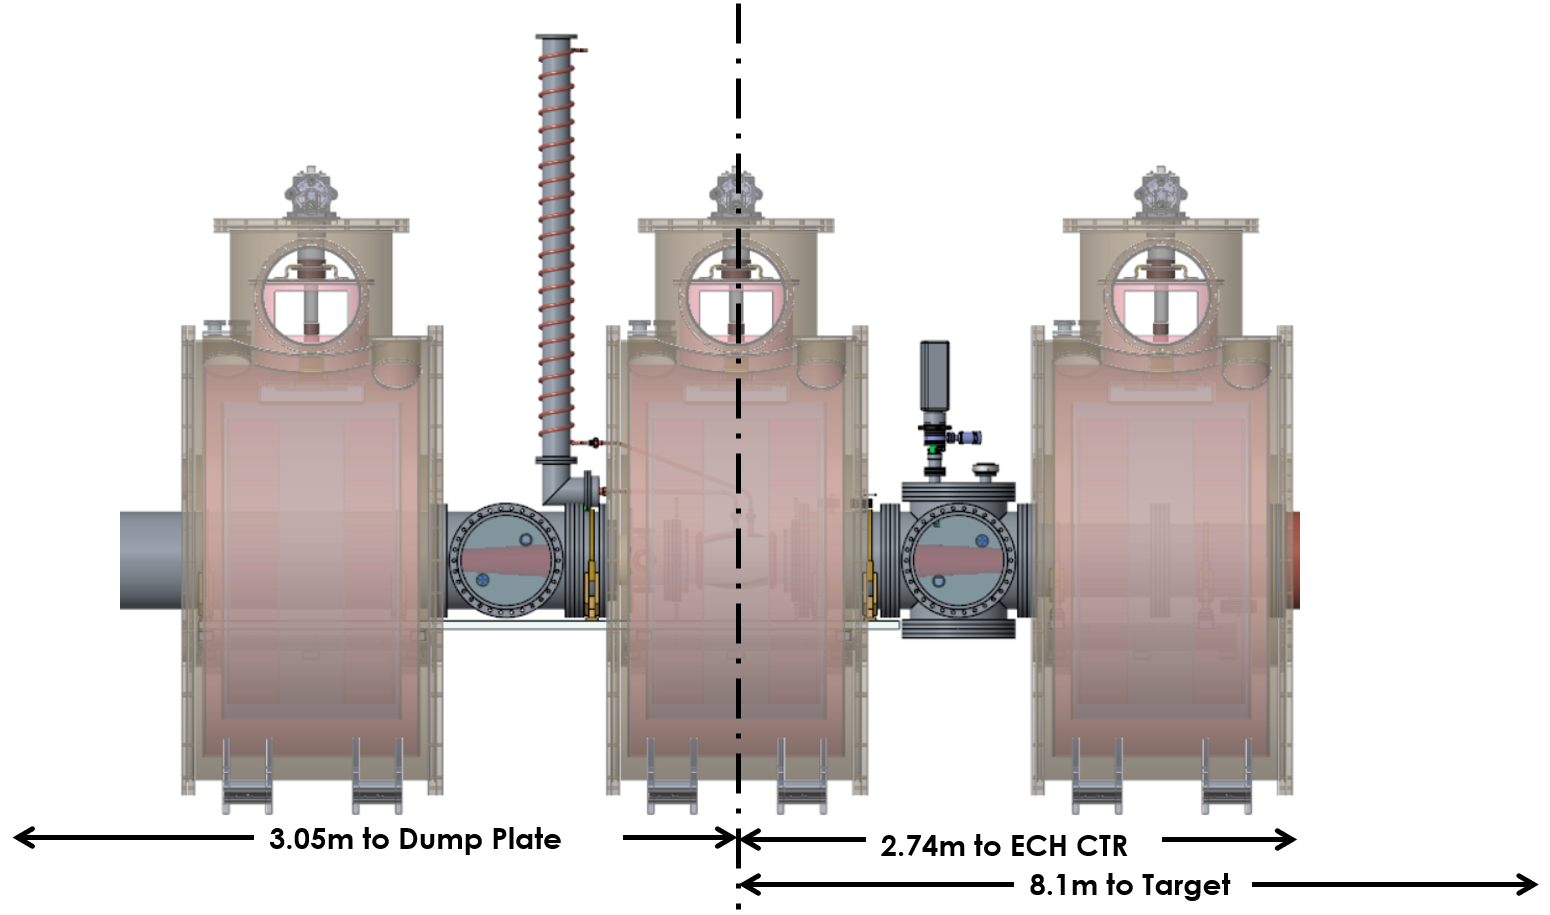 3.05m to Dump Plate
2.74m to ECH CTR
8.1m to Target